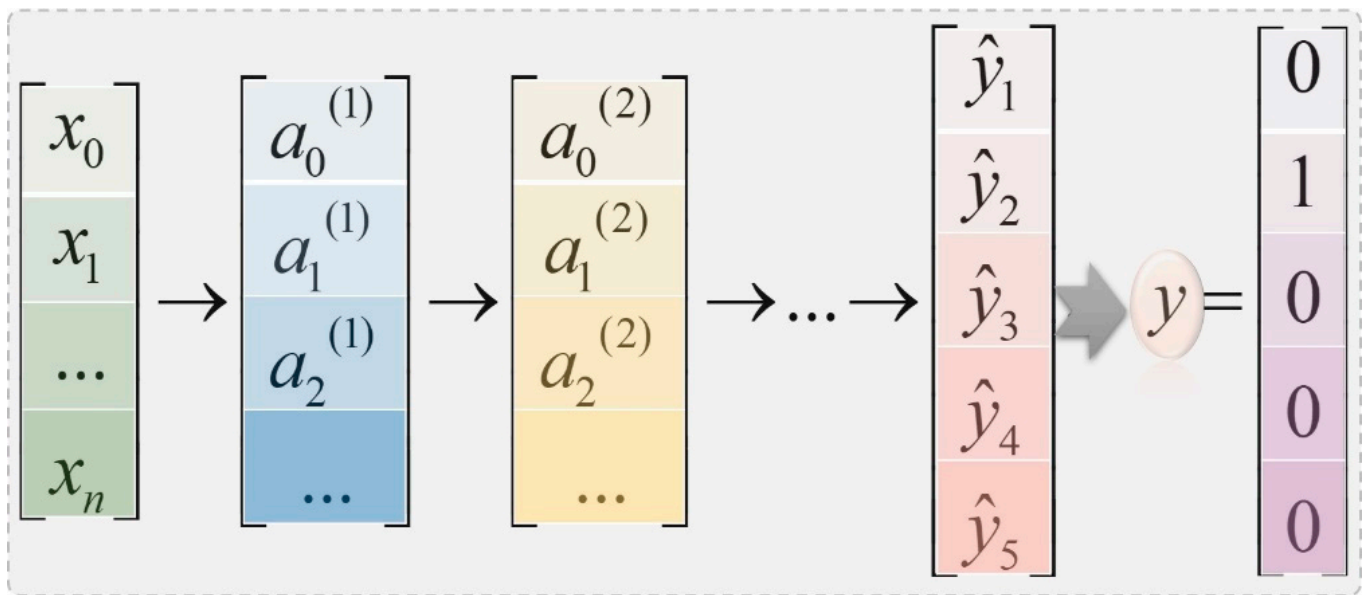 x₀
x₁
...
xₙ
→
a₀⁽¹⁾
a₁⁽¹⁾
a₂⁽¹⁾
...
→
a₀⁽²⁾
a₁⁽²⁾
a₂⁽²⁾
...
→...→
ŷ₁
ŷ₂
ŷ₃
ŷ₄
ŷ₅
y=
0
1
0
0
0